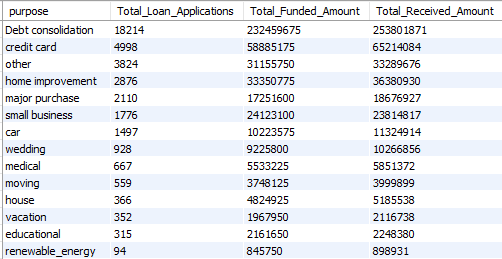 purpose Total_Loan_Applications Total_Funded_Amount Total_Received_Amount
Debt consolidation 18214 232459675 253801871
credit card 4998 58885175 65214084
other 3824 31155750 33289676
home improvement 2876 33350775 36380930
major purchase 2110 17251600 18676927
small business 1776 24123100 23814817
car 1497 10223575 11324914
wedding 928 9225800 10266856
medical 667 5533225 5851372
moving 559 3748125 3999899
house 366 4824925 5185538
vacation 352 1967950 2116738
educational 315 2161650 2248380
renewable_energy 94 845750 898931